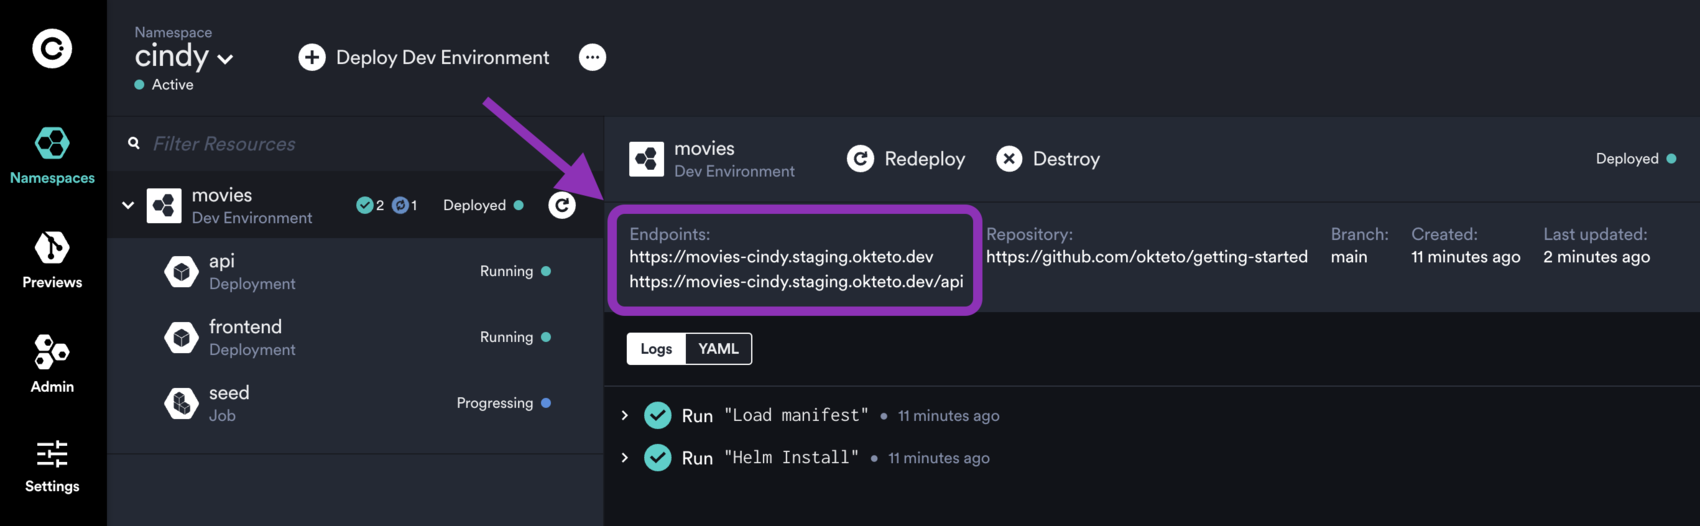 Namespace
cindy
Active
Deploy Dev Environment
Namespaces
Previews
Admin
Settings
Filter Resources
movies
Dev Environment
2 1 Deployed
api
Deployment
Running
frontend
Deployment
Running
seed
Job
Progressing
movies
Dev Environment
Redeploy
Destroy
Deployed
Endpoints:
https://movies-cindy.staging.okteto.dev
https://movies-cindy.staging.okteto.dev/api
Repository:
https://github.com/okteto/getting-started
Branch:
main
Created:
11 minutes ago
Last updated:
2 minutes ago
Logs YAML
Run "Load manifest" • 11 minutes ago
Run "Helm Install" • 11 minutes ago